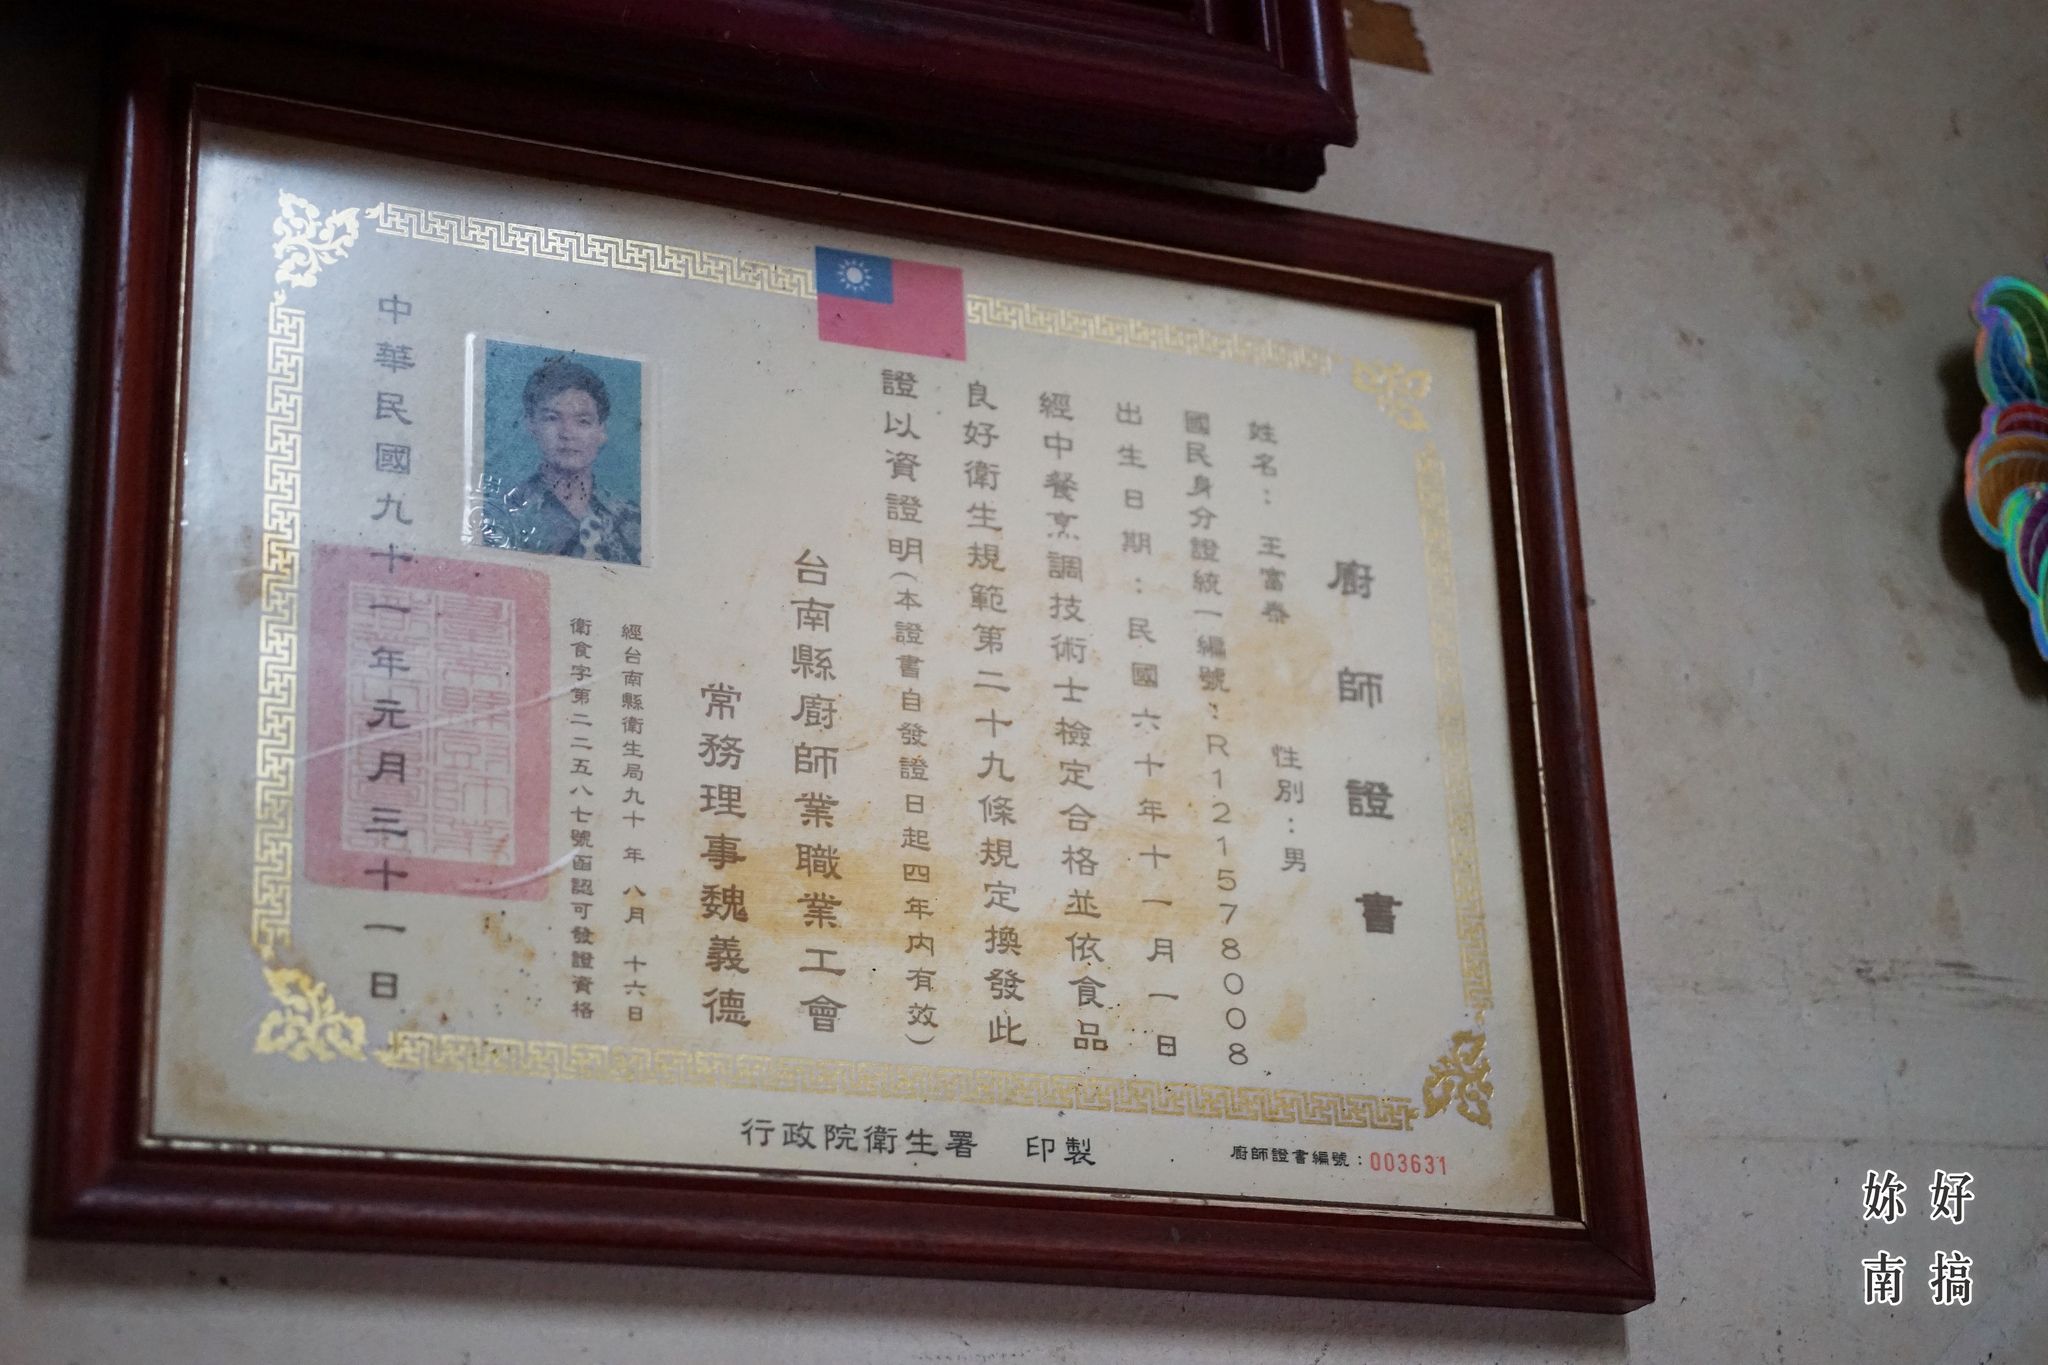 廚師證書
姓名：王富泰　性別：男
國民身分證統一編號：R121578008
出生日期：民國六十年十一月一日
經中餐烹調技術士檢定合格並依食品
良好衛生規範第二十九條規定換發此
證以資證明(本證書自發證日起四年內有效)
台南縣廚師業職業工會
常務理事魏義德
經台南縣衛生局九十年八月十六日
衛食字第二二五八七號函認可發證資格
中華民國九十一年元月三十一日
行政院衛生署　印製
廚師證書編號：003631
好搞
妳南